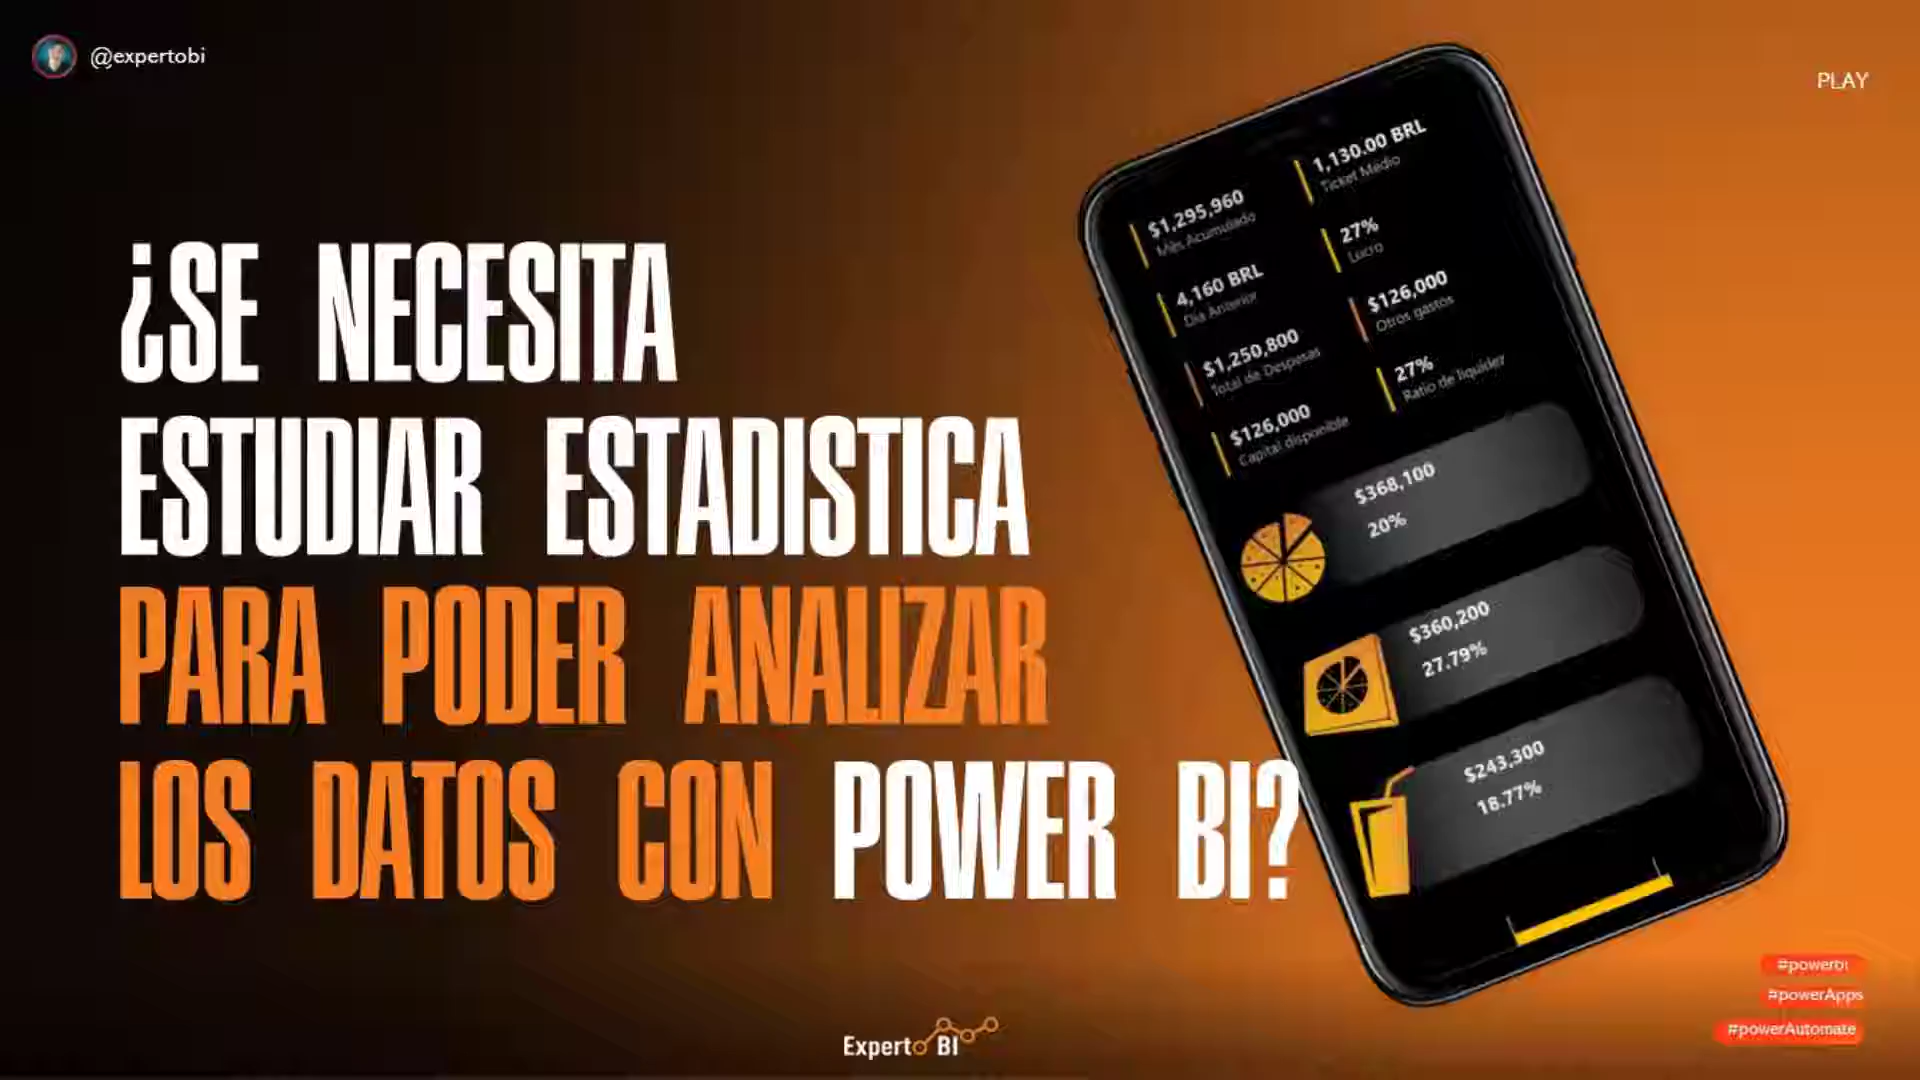 @expertobi
PLAY
¿SE NECESITA
ESTUDIAR ESTADISTICA
PARA PODER ANALIZAR
LOS DATOS CON POWER BI?
$1,295,960
Mês Acumulado
1,130.00 BRL
Ticket Médio
4,160 BRL
Dia Anterior
27%
Lucro
$1,250,800
Total de Despesas
$126,000
Otros gastos
$126,000
Capital disponible
27%
Ratio de liquidez
$368,100
20%
$360,200
27.79%
$243,300
18.77%
Experto BI
#powerbi
#powerApps
#powerAutomate